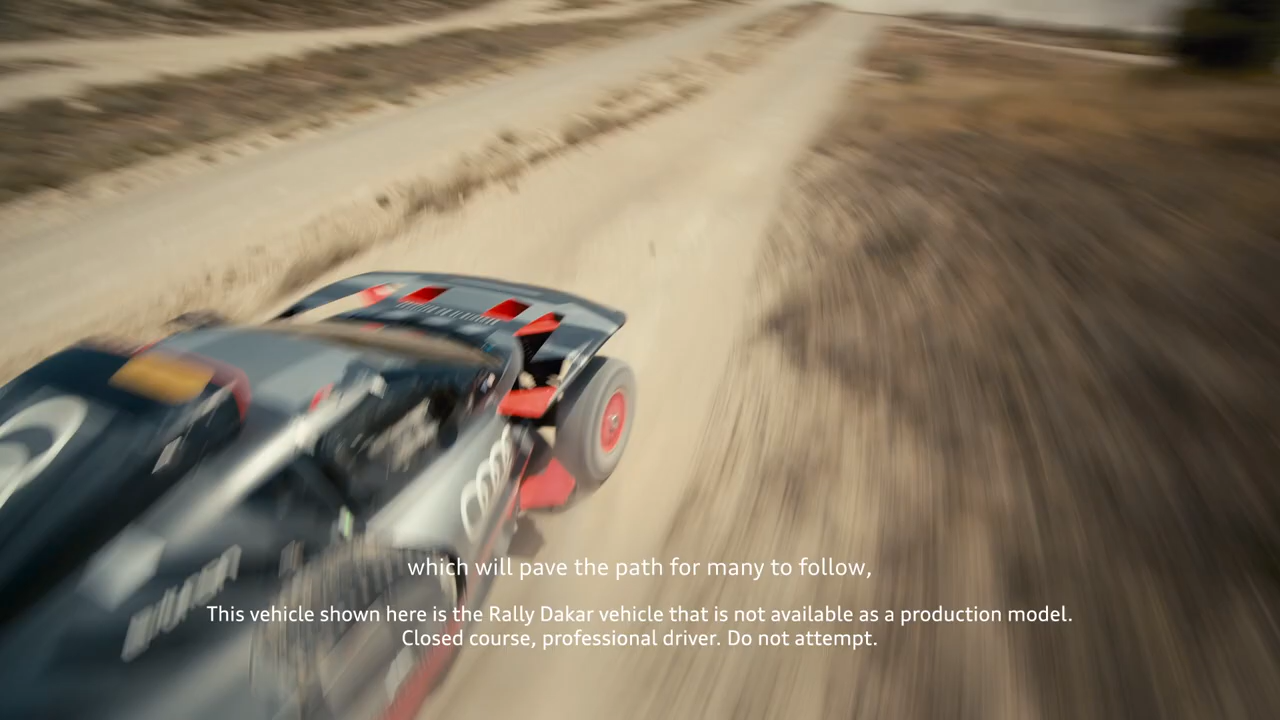 which will pave the path for many to follow,
This vehicle shown here is the Rally Dakar vehicle that is not available as a production model.
Closed course, professional driver. Do not attempt.